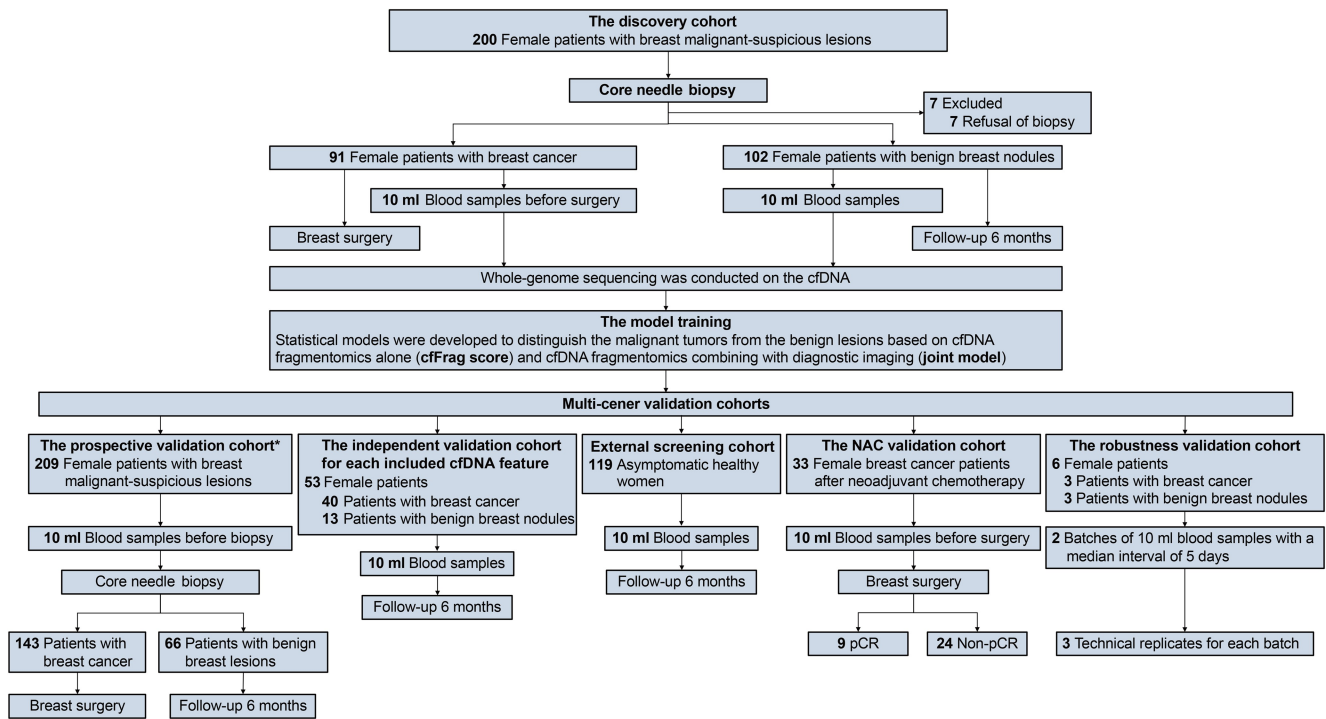 The discovery cohort
200 Female patients with breast malignant-suspicious lesions
Core needle biopsy
7 Excluded
7 Refusal of biopsy
91 Female patients with breast cancer
102 Female patients with benign breast nodules
10 ml Blood samples before surgery
10 ml Blood samples
Breast surgery
Follow-up 6 months
Whole-genome sequencing was conducted on the cfDNA
The model training
Statistical models were developed to distinguish the malignant tumors from the benign lesions based on cfDNA
fragmentomics alone (cfFrag score) and cfDNA fragmentomics combining with diagnostic imaging (joint model)
Multi-cener validation cohorts
The prospective validation cohort*
209 Female patients with breast
malignant-suspicious lesions
10 ml Blood samples before biopsy
Core needle biopsy
143 Patients with
breast cancer
66 Patients with benign
breast lesions
Breast surgery
Follow-up 6 months
The independent validation cohort
for each included cfDNA feature
53 Female patients
40 Patients with breast cancer
13 Patients with benign breast nodules
10 ml Blood samples
Follow-up 6 months
External screening cohort
119 Asymptomatic healthy
women
10 ml Blood samples
Follow-up 6 months
The NAC validation cohort
33 Female breast cancer patients
after neoadjuvant chemotherapy
10 ml Blood samples before surgery
Breast surgery
9 pCR
24 Non-pCR
The robustness validation cohort
6 Female patients
3 Patients with breast cancer
3 Patients with benign breast nodules
2 Batches of 10 ml blood samples with a
median interval of 5 days
3 Technical replicates for each batch